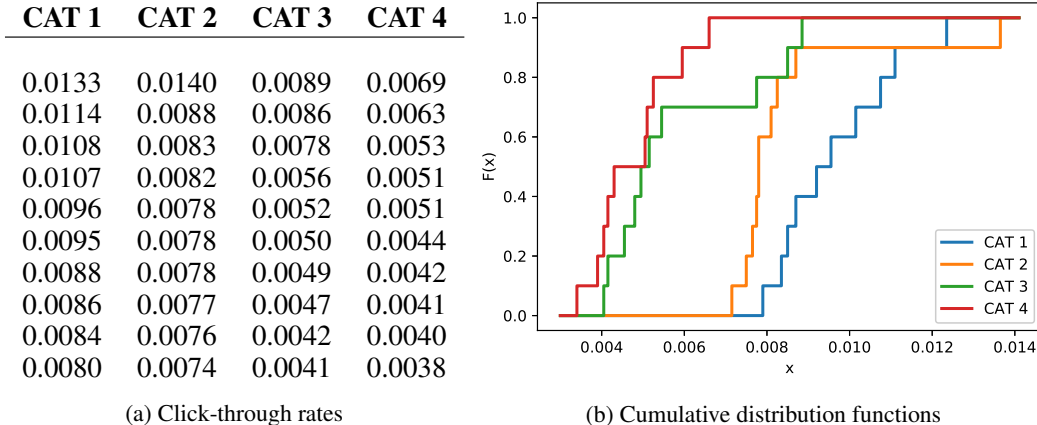 CAT 1 CAT 2 CAT 3 CAT 4
0.0133 0.0140 0.0089 0.0069
0.0114 0.0088 0.0086 0.0063
0.0108 0.0083 0.0078 0.0053
0.0107 0.0082 0.0056 0.0051
0.0096 0.0078 0.0052 0.0051
0.0095 0.0078 0.0050 0.0044
0.0088 0.0078 0.0049 0.0042
0.0086 0.0077 0.0047 0.0041
0.0084 0.0076 0.0042 0.0040
0.0080 0.0074 0.0041 0.0038
(a) Click-through rates
1.0
0.8
0.6
0.4
0.2
0.0
F(x)
CAT 1
CAT 2
CAT 3
CAT 4
0.004 0.006 0.008 0.010 0.012 0.014
x
(b) Cumulative distribution functions